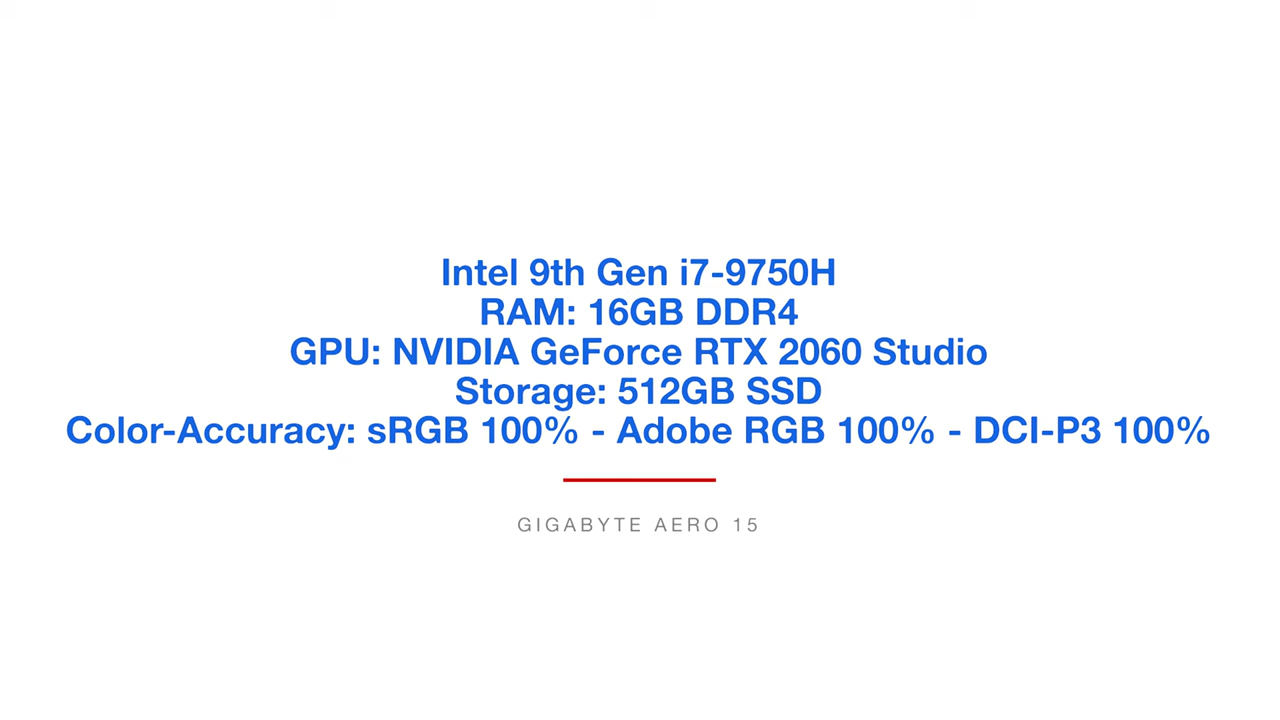 Intel 9th Gen i7-9750H
RAM: 16GB DDR4
GPU: NVIDIA GeForce RTX 2060 Studio
Storage: 512GB SSD
Color-Accuracy: sRGB 100% - Adobe RGB 100% - DCI-P3 100%
GIGABYTE AERO 15